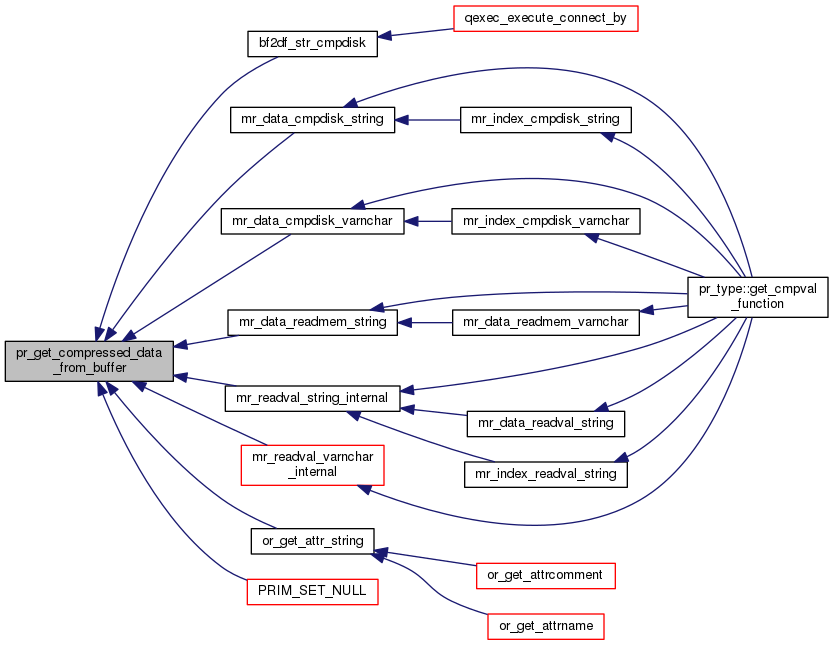 qexec_execute_connect_by
bf2df_str_cmpdisk
mr_data_cmpdisk_string
mr_index_cmpdisk_string
mr_data_cmpdisk_varnchar
mr_index_cmpdisk_varnchar
pr_type::get_cmpval
_function
mr_data_readmem_string
mr_data_readmem_varnchar
pr_get_compressed_data
_from_buffer
mr_readval_string_internal
mr_data_readval_string
mr_readval_varnchar
_internal
mr_index_readval_string
or_get_attr_string
or_get_attrcomment
PRIM_SET_NULL
or_get_attrname